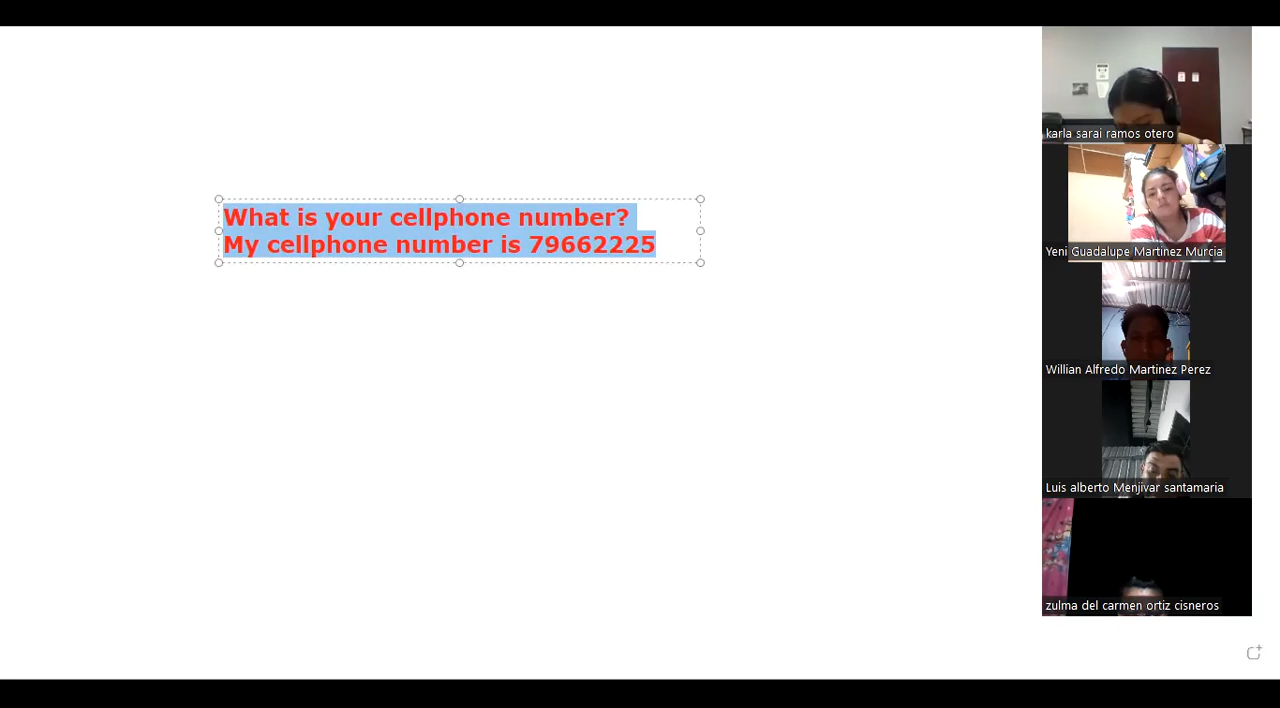 What is your cellphone number?
My cellphone number is 79662225
karla sarai ramos otero
Yeni Guadalupe Martinez Murcia
Willian Alfredo Martinez Perez
Luis alberto Menjivar santamaria
zulma del carmen ortiz cisneros